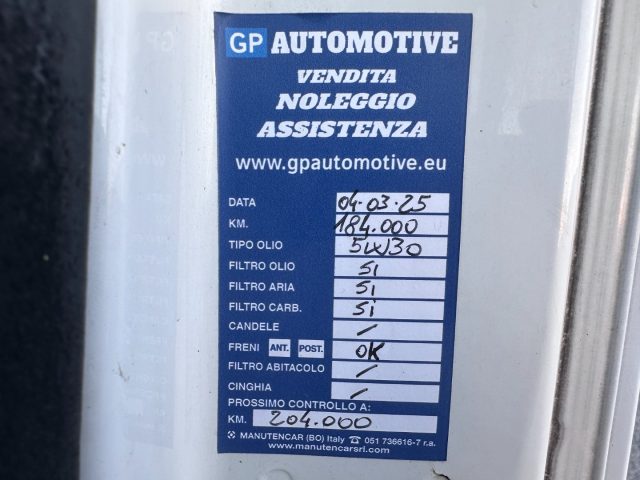 GP AUTOMOTIVE
VENDITA
NOLEGGIO
ASSISTENZA
www.gpautomotive.eu
DATA 04.03.25
KM. 184.000
TIPO OLIO 5W30
FILTRO OLIO si
FILTRO ARIA si
FILTRO CARB. si
CANDELE /
FRENI ANT. POST. OK
FILTRO ABITACOLO /
CINGHIA /
PROSSIMO CONTROLLO A:
KM. 204.000
MANUTENCAR (BO) Italy ☎ 051 736616-7 r.a.
www.manutencarsrl.com